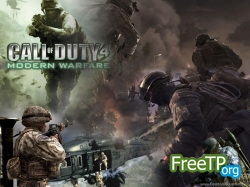 CALL OF DUTY 4
MODERN WARFARE
FreeTP
.org